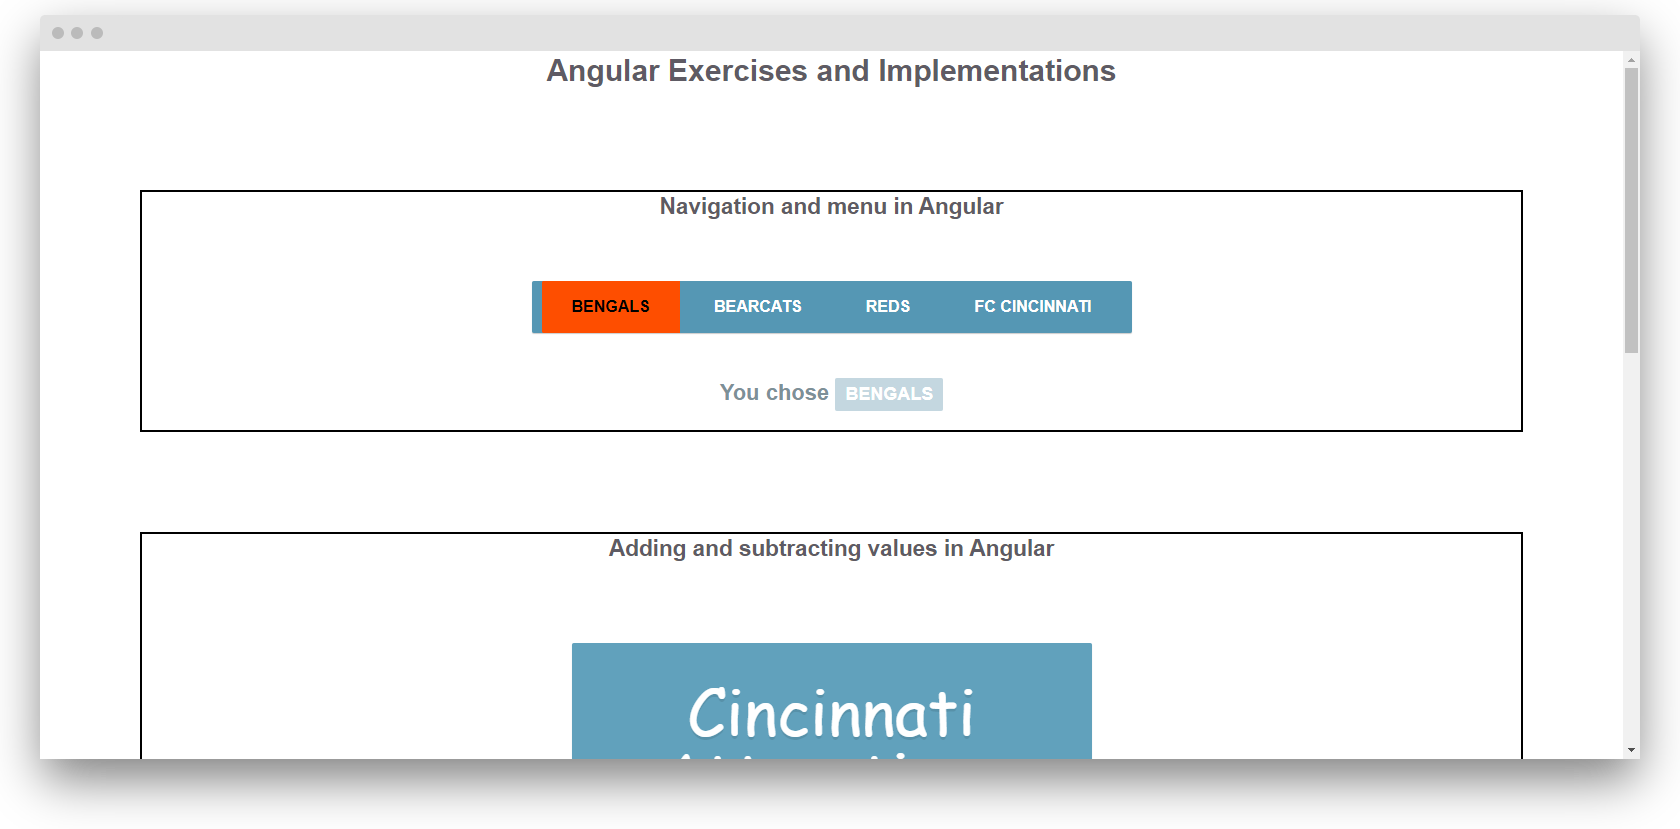 Angular Exercises and Implementations
Navigation and menu in Angular
BENGALS BEARCATS REDS FC CINCINNATI
You chose BENGALS
Adding and subtracting values in Angular
Cincinnati